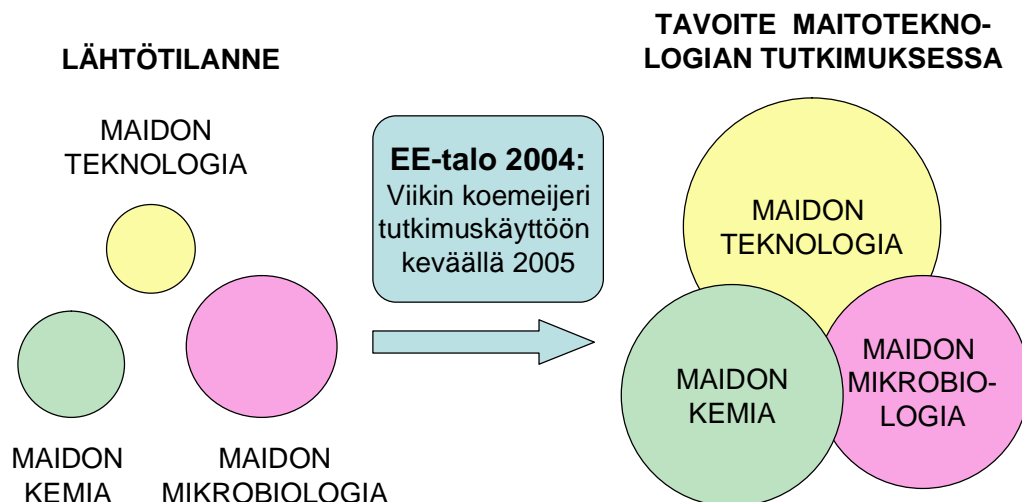 LÄHTÖTILANNE
MAIDON
TEKNOLOGIA
MAIDON
KEMIA
MAIDON
MIKROBIOLOGIA
EE-talo 2004:
Viikin koemeijeri
tutkimuskäyttöön
keväällä 2005
TAVOITE MAITOTEKNO-
LOGIAN TUTKIMUKSESSA
MAIDON
TEKNOLOGIA
MAIDON
KEMIA
MAIDON
MIKROBIO-
LOGIA